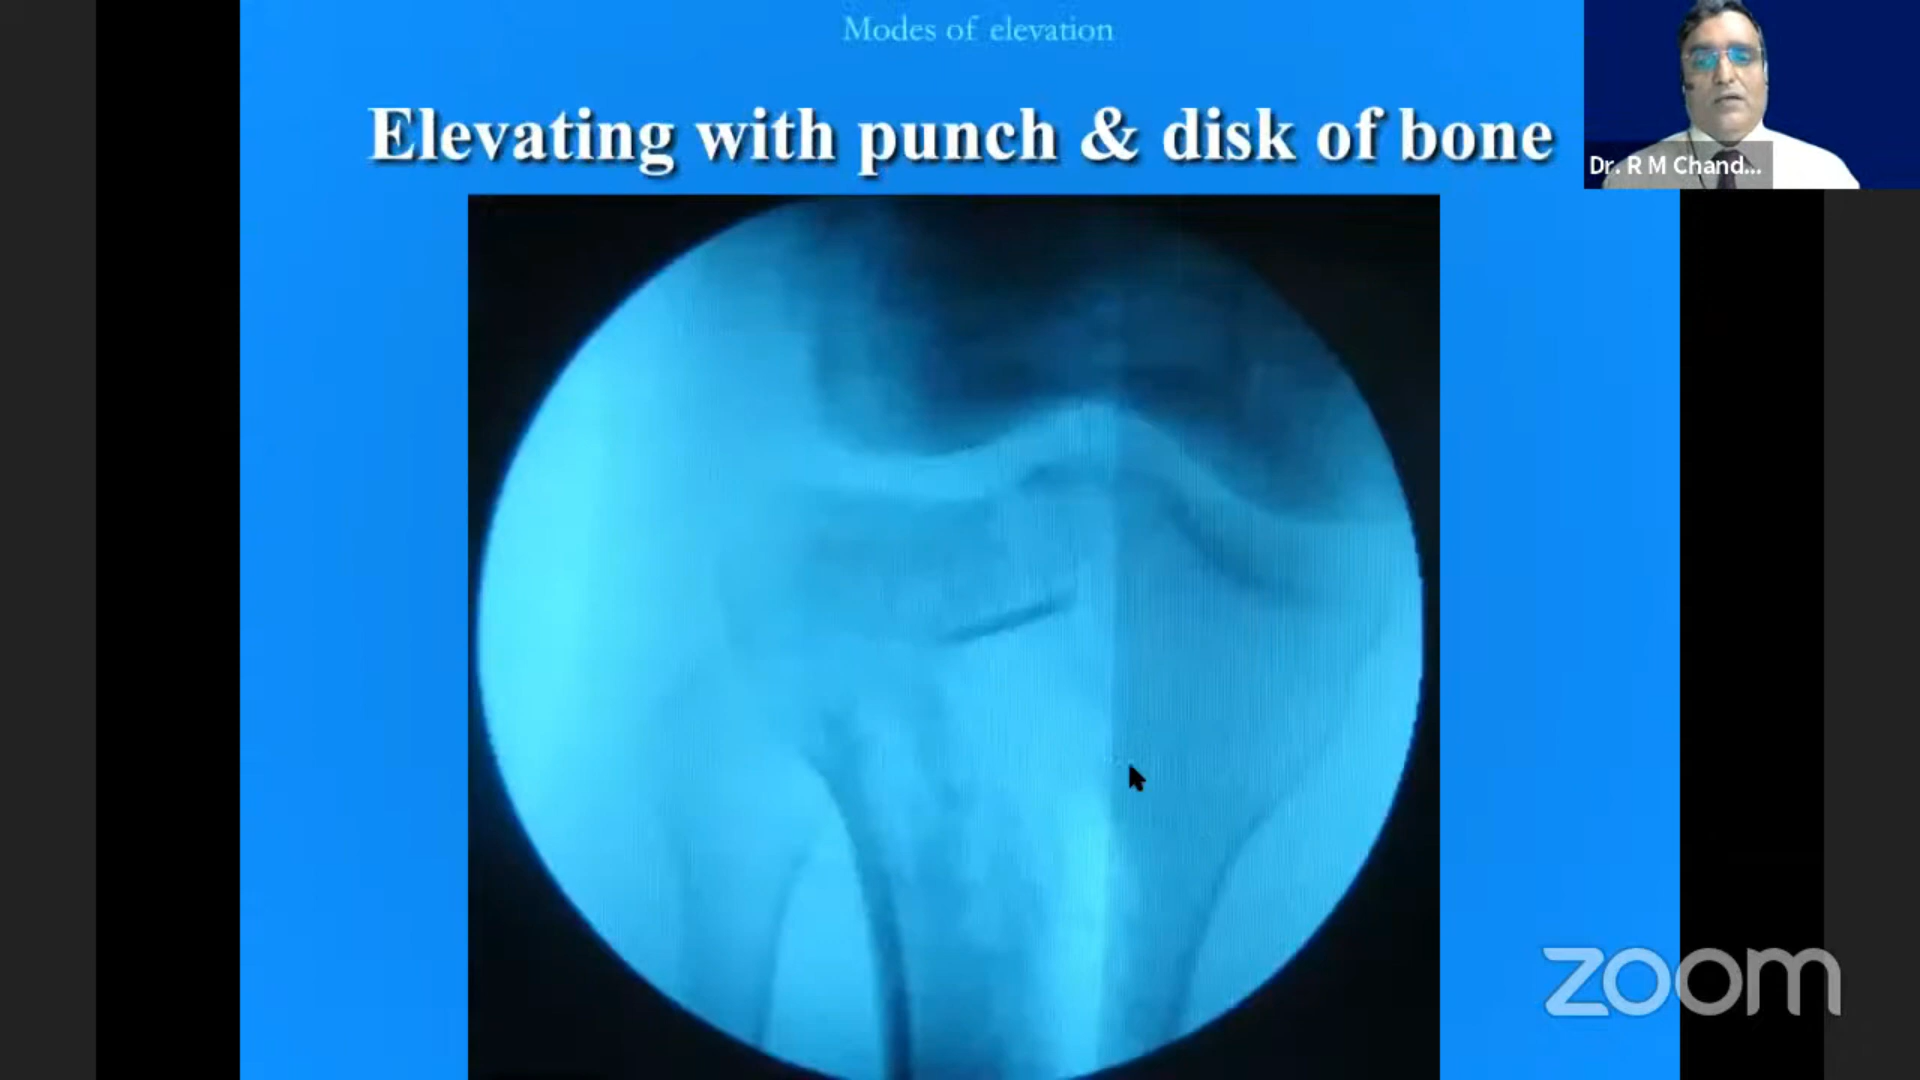 Modes of elevation
Elevating with punch & disk of bone
Dr. R M Chand...
zoom